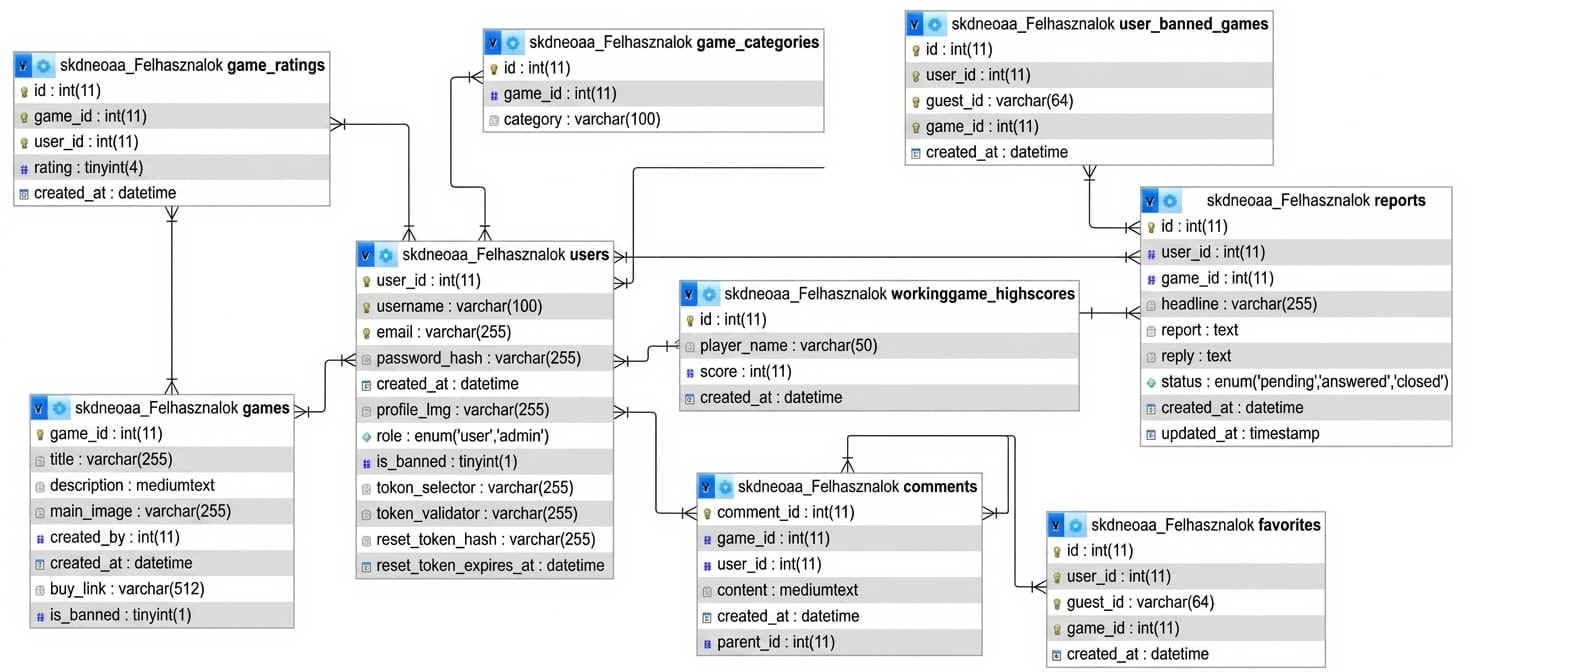 skdneoaa_Felhasznalok game_ratings
id : int(11)
game_id : int(11)
user_id : int(11)
rating : tinyint(4)
created_at : datetime
skdneoaa_Felhasznalok game_categories
id : int(11)
game_id : int(11)
category : varchar(100)
skdneoaa_Felhasznalok user_banned_games
id : int(11)
user_id : int(11)
guest_id : varchar(64)
game_id : int(11)
created_at : datetime
skdneoaa_Felhasznalok reports
id : int(11)
user_id : int(11)
game_id : int(11)
headline : varchar(255)
report : text
reply : text
status : enum('pending','answered','closed')
created_at : datetime
updated_at : timestamp
skdneoaa_Felhasznalok users
user_id : int(11)
username : varchar(100)
email : varchar(255)
password_hash : varchar(255)
created_at : datetime
profile_Img : varchar(255)
role : enum('user','admin')
is_banned : tinyint(1)
tokon_selector : varchar(255)
token_validator : varchar(255)
reset_token_hash : varchar(255)
reset_token_expires_at : datetime
skdneoaa_Felhasznalok workinggame_highscores
id : int(11)
player_name : varchar(50)
score : int(11)
created_at : datetime
skdneoaa_Felhasznalok games
game_id : int(11)
title : varchar(255)
description : mediumtext
main_image : varchar(255)
created_by : int(11)
created_at : datetime
buy_link : varchar(512)
is_banned : tinyint(1)
skdneoaa_Felhasznalok comments
comment_id : int(11)
game_id : int(11)
user_id : int(11)
content : mediumtext
created_at : datetime
parent_id : int(11)
skdneoaa_Felhasznalok favorites
id : int(11)
user_id : int(11)
guest_id : varchar(64)
game_id : int(11)
created_at : datetime